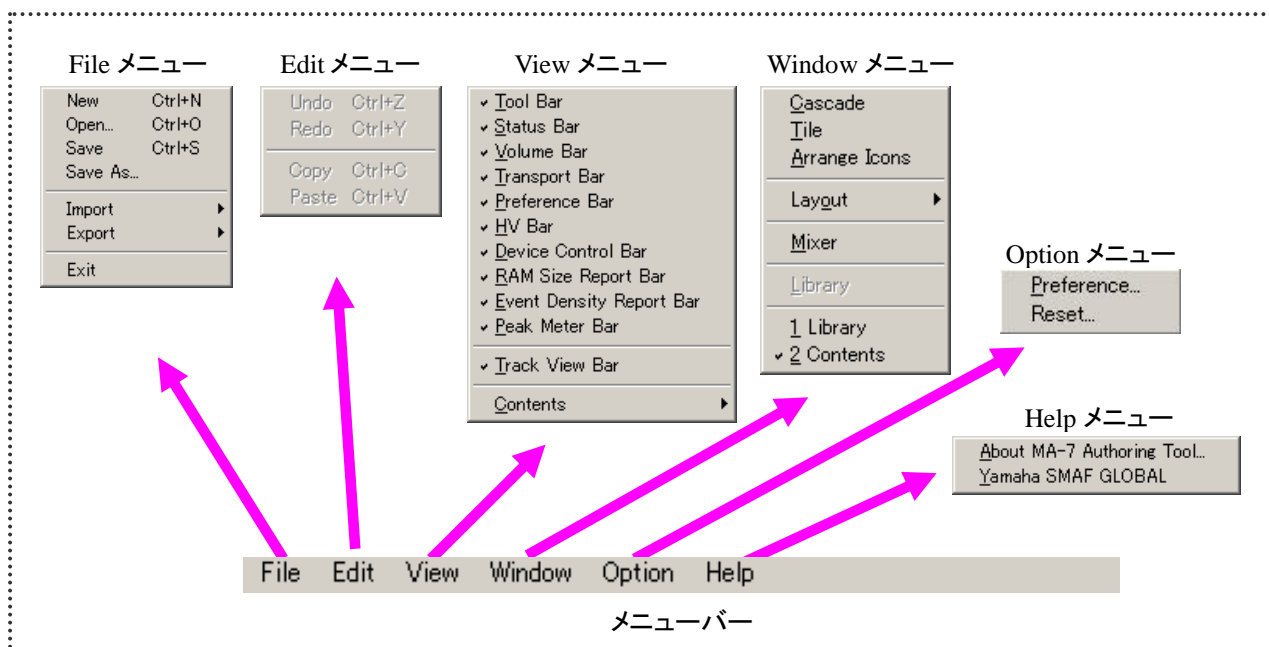 File メニュー
New Ctrl+N
Open... Ctrl+O
Save Ctrl+S
Save As...
Import
Export
Exit
Edit メニュー
Undo Ctrl+Z
Redo Ctrl+Y
Copy Ctrl+C
Paste Ctrl+V
View メニュー
Tool Bar
Status Bar
Volume Bar
Transport Bar
Preference Bar
HV Bar
Device Control Bar
RAM Size Report Bar
Event Density Report Bar
Peak Meter Bar
Track View Bar
Contents
Window メニュー
Cascade
Tile
Arrange Icons
Layout
Mixer
Library
1 Library
2 Contents
Option メニュー
Preference...
Reset...
Help メニュー
About MA-7 Authoring Tool...
Yamaha SMAF GLOBAL
File Edit View Window Option Help
メニューバー